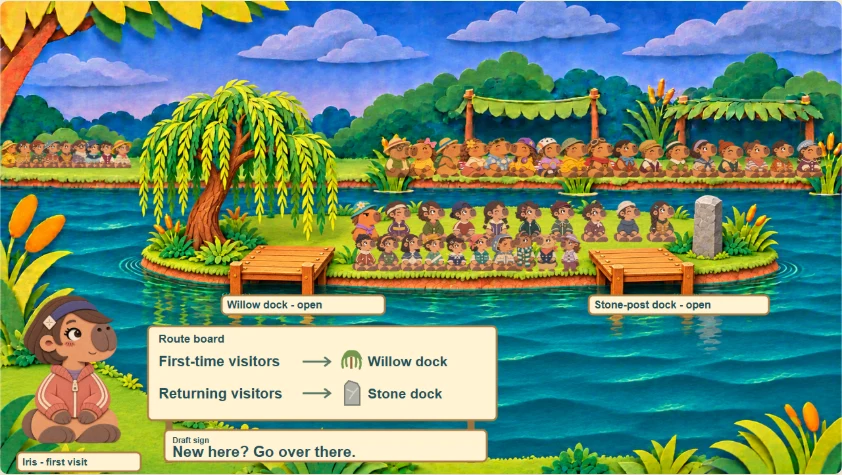 Willow dock - open
Stone-post dock - open
Route board
First-time visitors → Willow dock
Returning visitors → Stone dock
Draft sign
New here? Go over there.
Iris - first visit